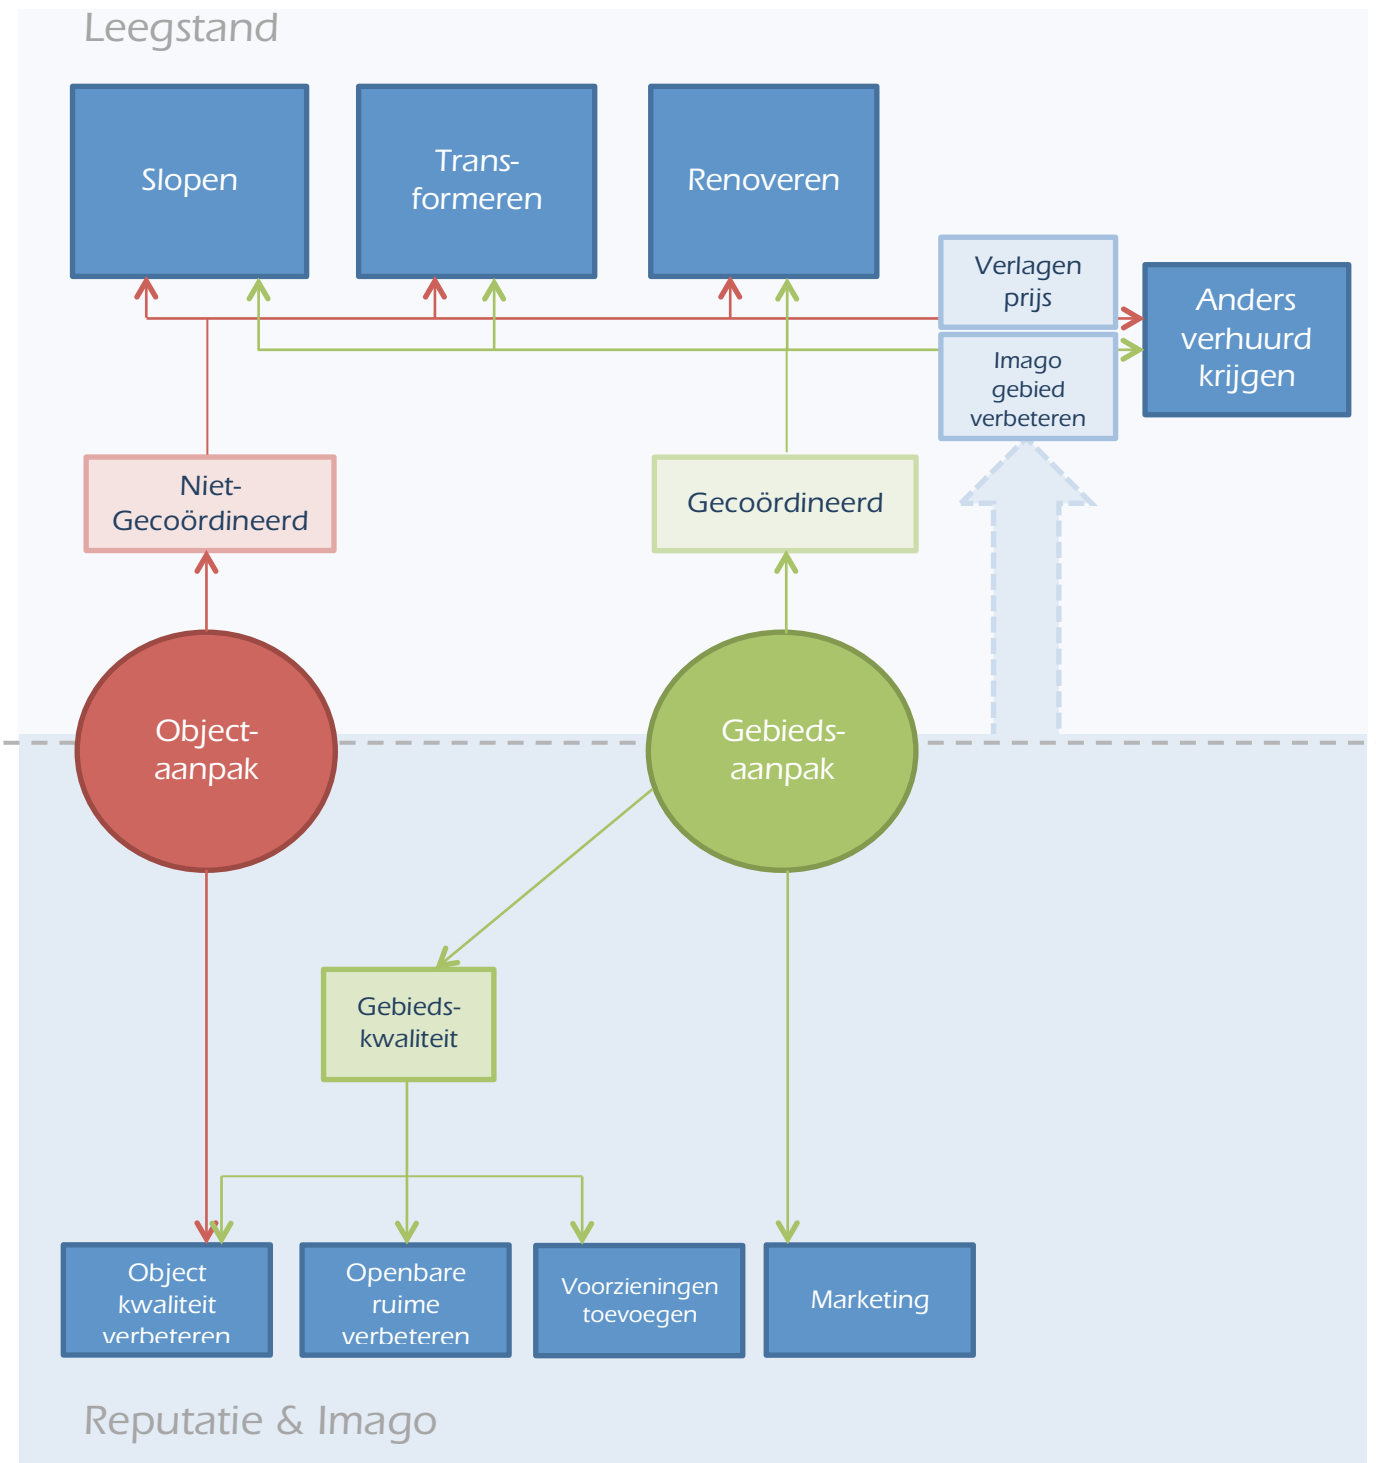 Leegstand
Slopen
Trans-
formeren
Renoveren
Verlagen
prijs
Anders
verhuurd
krijgen
Imago
gebied
verbeteren
Niet-
Gecoördineerd
Gecoördineerd
Object-
aanpak
Gebieds-
aanpak
Gebieds-
kwaliteit
Object
kwaliteit
verbeteren
Openbare
ruime
verbeteren
Voorzieningen
toevoegen
Marketing
Reputatie & Imago